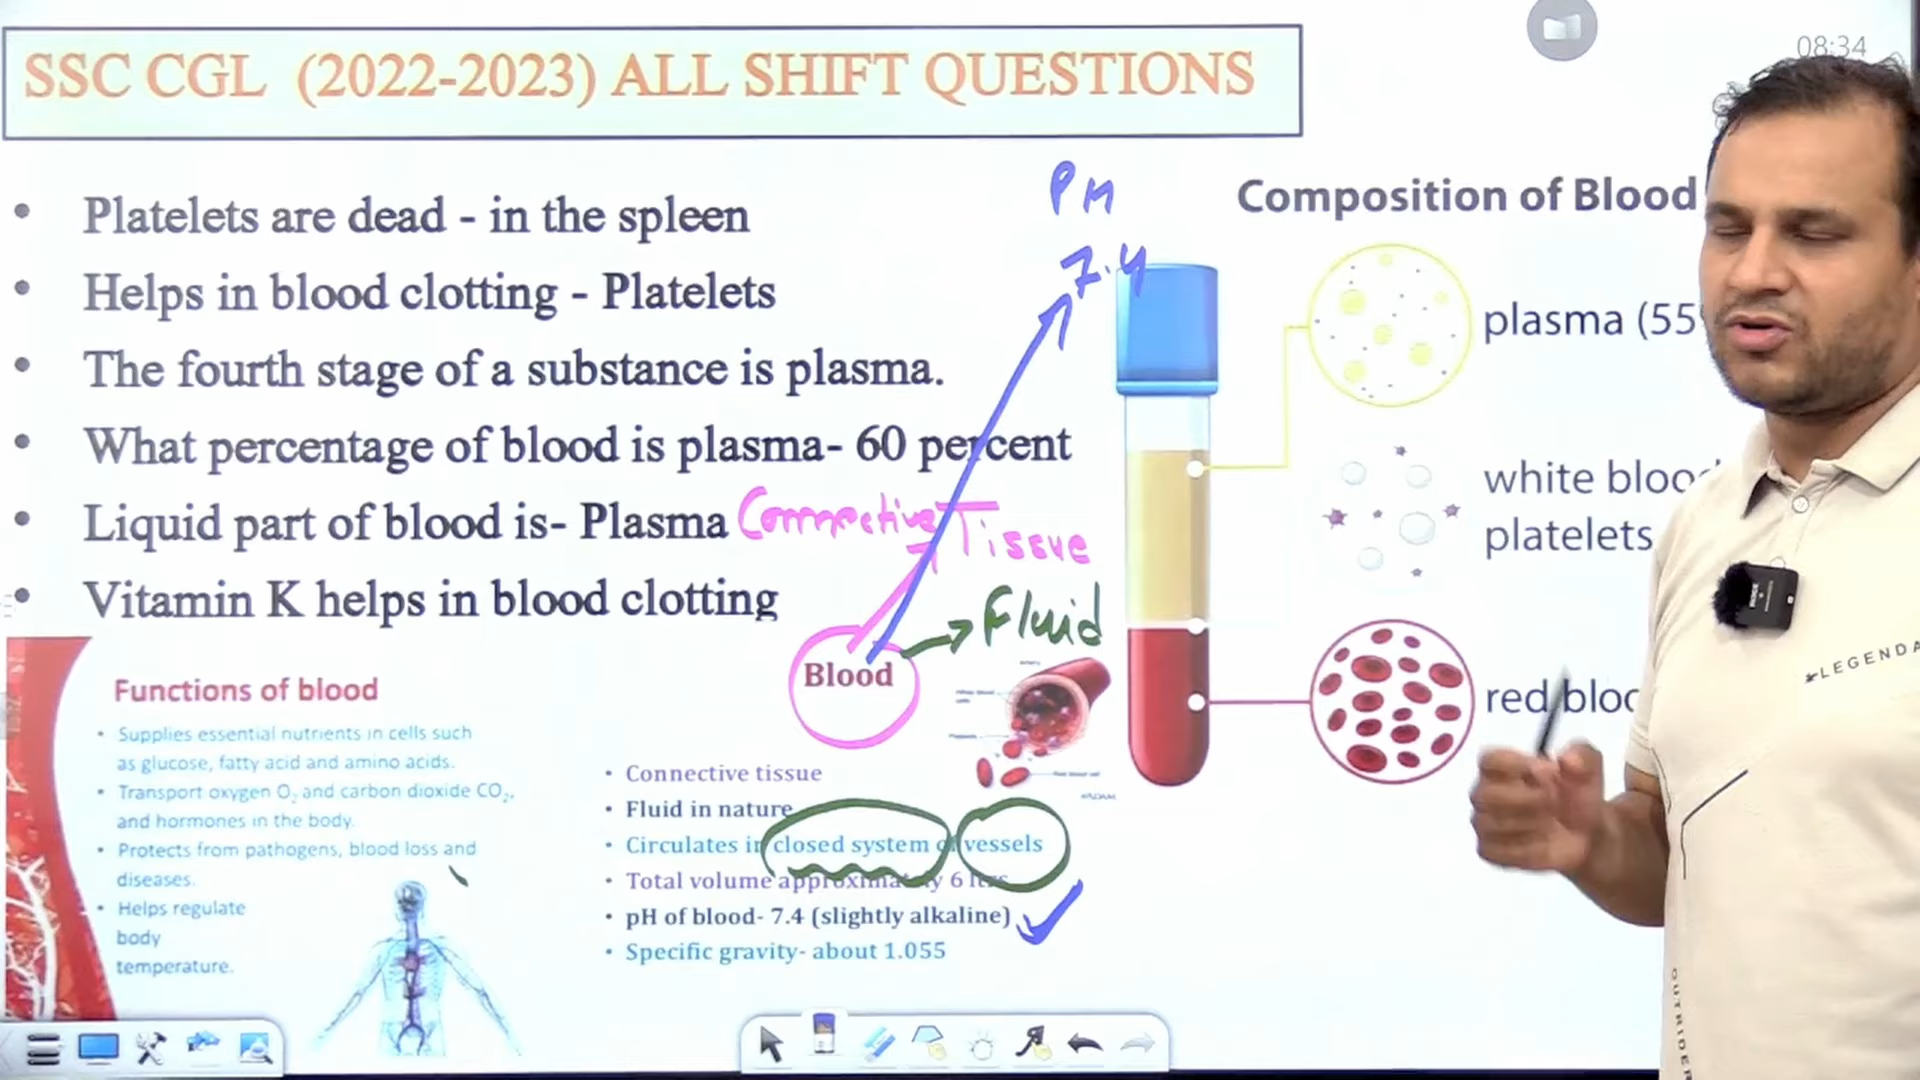 SSC CGL (2022-2023) ALL SHIFT QUESTIONS
08:34
• Platelets are dead - in the spleen
• Helps in blood clotting - Platelets
• The fourth stage of a substance is plasma.
• What percentage of blood is plasma- 60 percent
• Liquid part of blood is- Plasma
• Vitamin K helps in blood clotting
Connective Tissue
PH
7.4
Fluid
Blood
Composition of Blood
plasma (55
white bloo
platelets
red bloo
Functions of blood
• Supplies essential nutrients in cells such
as glucose, fatty acid and amino acids.
• Transport oxygen O₂ and carbon dioxide CO₂,
and hormones in the body.
• Protects from pathogens, blood loss and
diseases.
• Helps regulate
body
temperature.
• Connective tissue
• Fluid in nature
• Circulates in closed system of vessels
• Total volume approximately 6 ltrs
• pH of blood- 7.4 (slightly alkaline)
• Specific gravity- about 1.055
LEGENDA
OUTRIDER